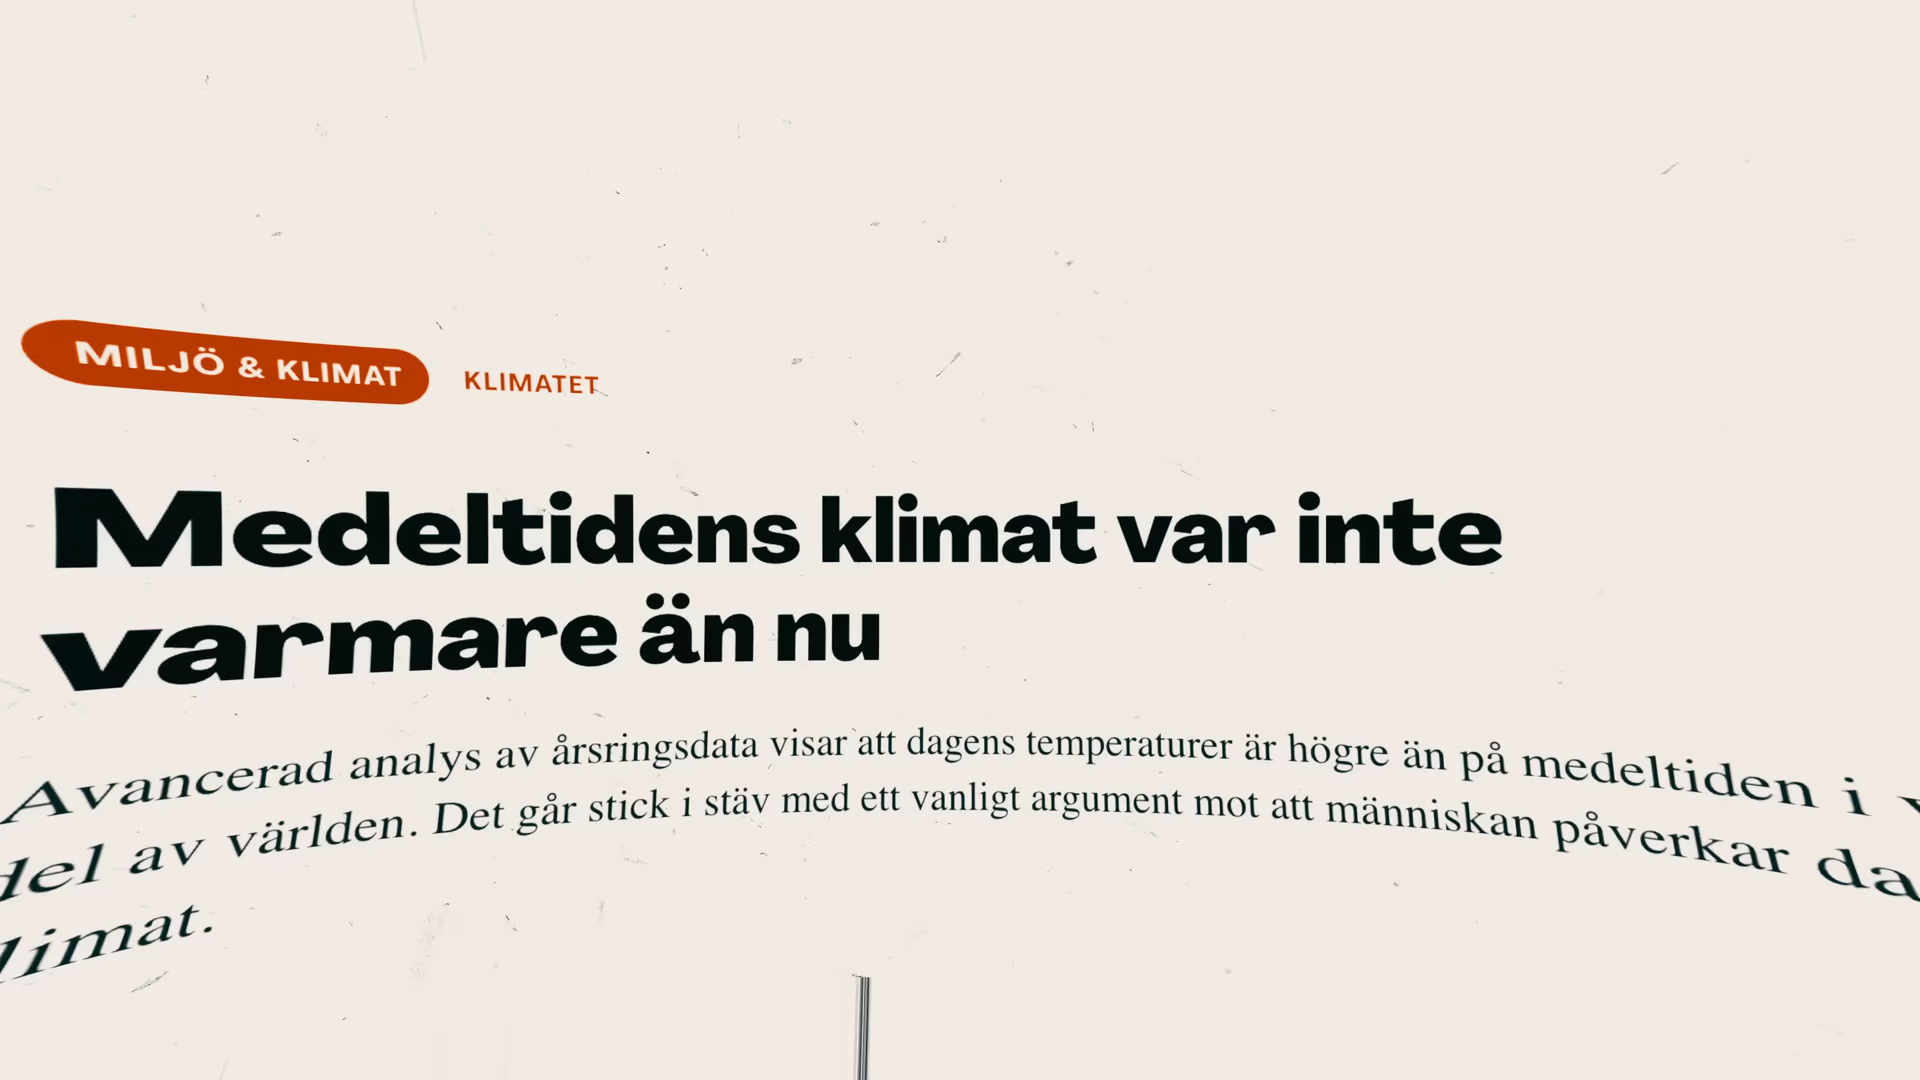 MILJÖ & KLIMAT KLIMATET
Medeltidens klimat var inte
varmare än nu
Avancerad analys av årsringsdata visar att dagens temperaturer är högre än på medeltiden i
del av världen. Det går stick i stäv med ett vanligt argument mot att människan påverkar